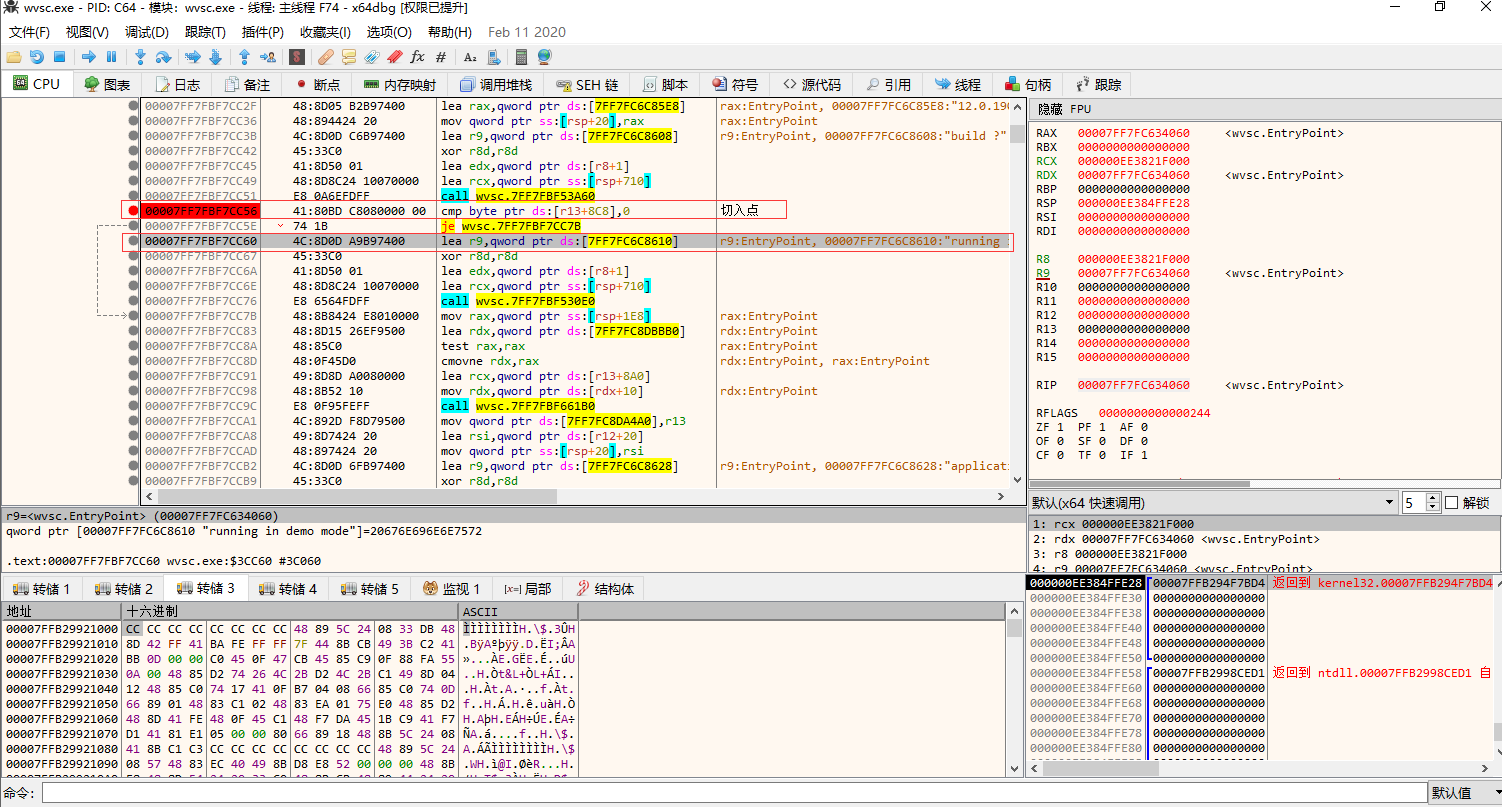 wvsc.exe - PID: C64 - 模块: wvsc.exe - 线程: 主线程 F74 - x64dbg [权限已提升]
文件(F) 视图(V) 调试(D) 跟踪(T) 插件(P) 收藏夹(I) 选项(O) 帮助(H) Feb 11 2020
CPU 图表 日志 备注 断点 内存映射 调用堆栈 SEH 链 脚本 符号 源代码 引用 线程 句柄 跟踪
00007FF7FBF7CC2F 48:8D05 B2B97400 lea rax,qword ptr ds:[7FF7FC6C85E8] rax:EntryPoint, 00007FF7FC6C85E8:"12.0.190
00007FF7FBF7CC36 48:894424 20 mov qword ptr ss:[rsp+20],rax rax:EntryPoint
00007FF7FBF7CC3B 4C:8D0D C6B97400 lea r9,qword ptr ds:[7FF7FC6C8608] r9:EntryPoint, 00007FF7FC6C8608:"build ?"
00007FF7FBF7CC42 45:33C0 xor r8d,r8d
00007FF7FBF7CC45 41:8D50 01 lea edx,qword ptr ds:[r8+1]
00007FF7FBF7CC49 48:8D8C24 10070000 lea rcx,qword ptr ss:[rsp+710]
00007FF7FBF7CC51 E8 0A6EFDFF call wvsc.7FF7FBF53A60
00007FF7FBF7CC56 41:80BD C8080000 00 cmp byte ptr ds:[r13+8C8],0 切入点
00007FF7FBF7CC5E 74 1B je wvsc.7FF7FBF7CC7B
00007FF7FBF7CC60 4C:8D0D A9B97400 lea r9,qword ptr ds:[7FF7FC6C8610] r9:EntryPoint, 00007FF7FC6C8610:"running
00007FF7FBF7CC67 45:33C0 xor r8d,r8d
00007FF7FBF7CC6A 41:8D50 01 lea edx,qword ptr ds:[r8+1]
00007FF7FBF7CC6E 48:8D8C24 10070000 lea rcx,qword ptr ss:[rsp+710]
00007FF7FBF7CC76 E8 6564FDFF call wvsc.7FF7FBF530E0
00007FF7FBF7CC7B 48:8B8424 E8010000 mov rax,qword ptr ss:[rsp+1E8] rax:EntryPoint
00007FF7FBF7CC83 48:8D15 26EF9500 lea rdx,qword ptr ds:[7FF7FC8DBBB0] rdx:EntryPoint
00007FF7FBF7CC8A 48:85C0 test rax,rax rax:EntryPoint
00007FF7FBF7CC8D 48:0F45D0 cmovne rdx,rax rdx:EntryPoint, rax:EntryPoint
00007FF7FBF7CC91 49:8D8D A0080000 lea rcx,qword ptr ds:[r13+8A0]
00007FF7FBF7CC98 48:8B52 10 mov rdx,qword ptr ds:[rdx+10] rdx:EntryPoint
00007FF7FBF7CC9C E8 0F95FEFF call wvsc.7FF7FBF661B0
00007FF7FBF7CCA1 4C:892D F8D79500 mov qword ptr ds:[7FF7FC8DA4A0],r13
00007FF7FBF7CCA8 49:8D7424 20 lea rsi,qword ptr ds:[r12+20]
00007FF7FBF7CCAD 48:897424 20 mov qword ptr ss:[rsp+20],rsi
00007FF7FBF7CCB2 4C:8D0D 6FB97400 lea r9,qword ptr ds:[7FF7FC6C8628] r9:EntryPoint, 00007FF7FC6C8628:"applicati
00007FF7FBF7CCB9 45:33C0 xor r8d,r8d
隐藏 FPU
RAX 00007FF7FC634060 <wvsc.EntryPoint>
RBX 0000000000000000
RCX 000000EE3821F000
RDX 00007FF7FC634060 <wvsc.EntryPoint>
RBP 0000000000000000
RSP 000000EE384FFE28
RSI 0000000000000000
RDI 0000000000000000
R8 000000EE3821F000
R9 00007FF7FC634060 <wvsc.EntryPoint>
R10 0000000000000000
R11 0000000000000000
R12 0000000000000000
R13 0000000000000000
R14 0000000000000000
R15 0000000000000000
RIP 00007FF7FC634060 <wvsc.EntryPoint>
RFLAGS 0000000000000244
ZF 1 PF 1 AF 0
OF 0 SF 0 DF 0
CF 0 TF 0 IF 1
默认(x64 快速调用) 5 解锁
1: rcx 000000EE3821F000
2: rdx 00007FF7FC634060 <wvsc.EntryPoint>
3: r8 000000EE3821F000
4: r9 00007FF7FC634060 <wvsc.EntryPoint>
r9=<wvsc.EntryPoint> (00007FF7FC634060)
qword ptr [00007FF7FC6C8610 "running in demo mode"]=20676E696E6E7572
.text:00007FF7FBF7CC60 wvsc.exe:$3CC60 #3C060
转储 1 转储 2 转储 3 转储 4 转储 5 监视 1 局部 结构体
地址 十六进制 ASCII
00007FFB29921000 CC CC CC CC CC CC CC CC 48 89 5C 24 08 33 DB 48 ÌÌÌÌÌÌÌÌH.\$.3ÛH
00007FFB29921010 8D 42 FF 41 BA FE FF FF 7F 44 8B CB 49 3B C2 41 .BÿAºþÿÿ.D.ËI;ÂA
00007FFB29921020 BB 0D 00 00 C0 45 0F 47 CB 45 85 C9 0F 88 FA 55 »...ÀE.GËE.É..úU
00007FFB29921030 0A 00 48 85 D2 74 26 4C 2B D2 4C 2B C1 49 8D 04 ..H.Òt&L+ÒL+ÁI..
00007FFB29921040 12 48 85 C0 74 17 41 0F B7 04 08 66 85 C0 74 0D .H.Àt.A.·..f.Àt.
00007FFB29921050 66 89 01 48 83 C1 02 48 83 EA 01 75 E0 48 85 D2 f..H.Á.H.ê.uàH.Ò
00007FFB29921060 48 8D 41 FE 48 0F 45 C1 48 F7 DA 45 1B C9 41 F7 H.AþH.EÁH÷ÚE.ÉA÷
00007FFB29921070 D1 41 81 E1 05 00 00 80 66 89 18 48 8B 5C 24 08 ÑA.á....f..H.\$.
00007FFB29921080 41 8B C1 C3 CC CC CC CC CC CC CC CC 48 89 5C 24 A.ÁÃÌÌÌÌÌÌÌÌH.\$
00007FFB29921090 08 57 48 83 EC 40 49 8B D8 E8 52 00 00 00 48 8B .WH.ì@I.ØèR...H.
000000EE384FFE28 00007FFB294F7BD4 返回到 kernel32.00007FFB294F7BD4
000000EE384FFE30 0000000000000000
000000EE384FFE38 0000000000000000
000000EE384FFE40 0000000000000000
000000EE384FFE48 0000000000000000
000000EE384FFE50 0000000000000000
000000EE384FFE58 00007FFB2998CED1 返回到 ntdll.00007FFB2998CED1 自
000000EE384FFE60 0000000000000000
000000EE384FFE68 0000000000000000
000000EE384FFE70 0000000000000000
000000EE384FFE78 0000000000000000
000000EE384FFE80 0000000000000000
命令: 默认值